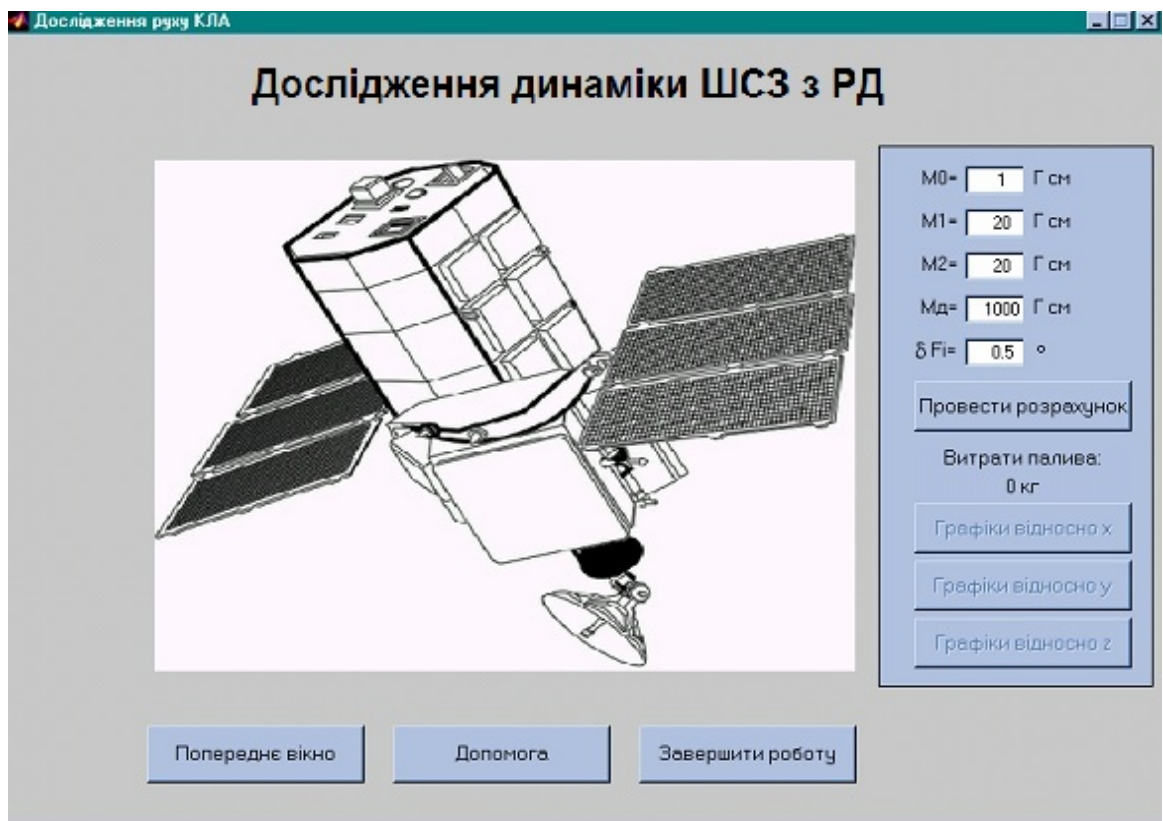 Дослідження руху КЛА
Дослідження динаміки ШСЗ з РД
M0= 1 Г см
M1= 20 Г см
M2= 20 Г см
Мд= 1000 Г см
δ Fi= 0.5 °
Провести розрахунок
Витрати палива:
0 кг
Графіки відносно x
Графіки відносно y
Графіки відносно z
Попереднє вікно
Допомога
Завершити роботу